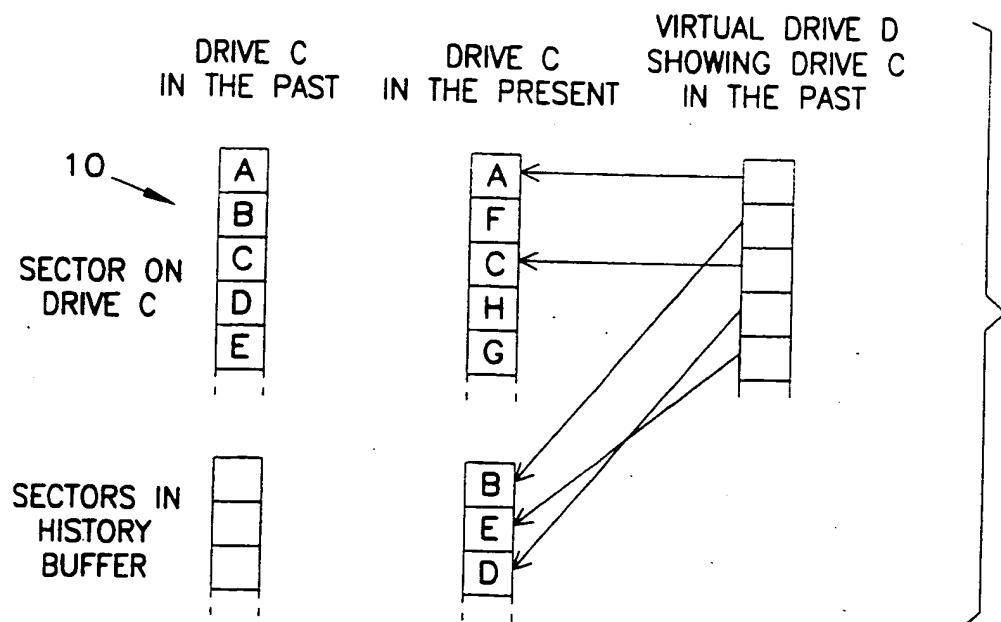 DRIVE C
IN THE PAST
DRIVE C
IN THE PRESENT
VIRTUAL DRIVE D
SHOWING DRIVE C
IN THE PAST
10
SECTOR ON
DRIVE C
A
B
C
D
E
A
F
C
H
G
SECTORS IN
HISTORY
BUFFER
B
E
D